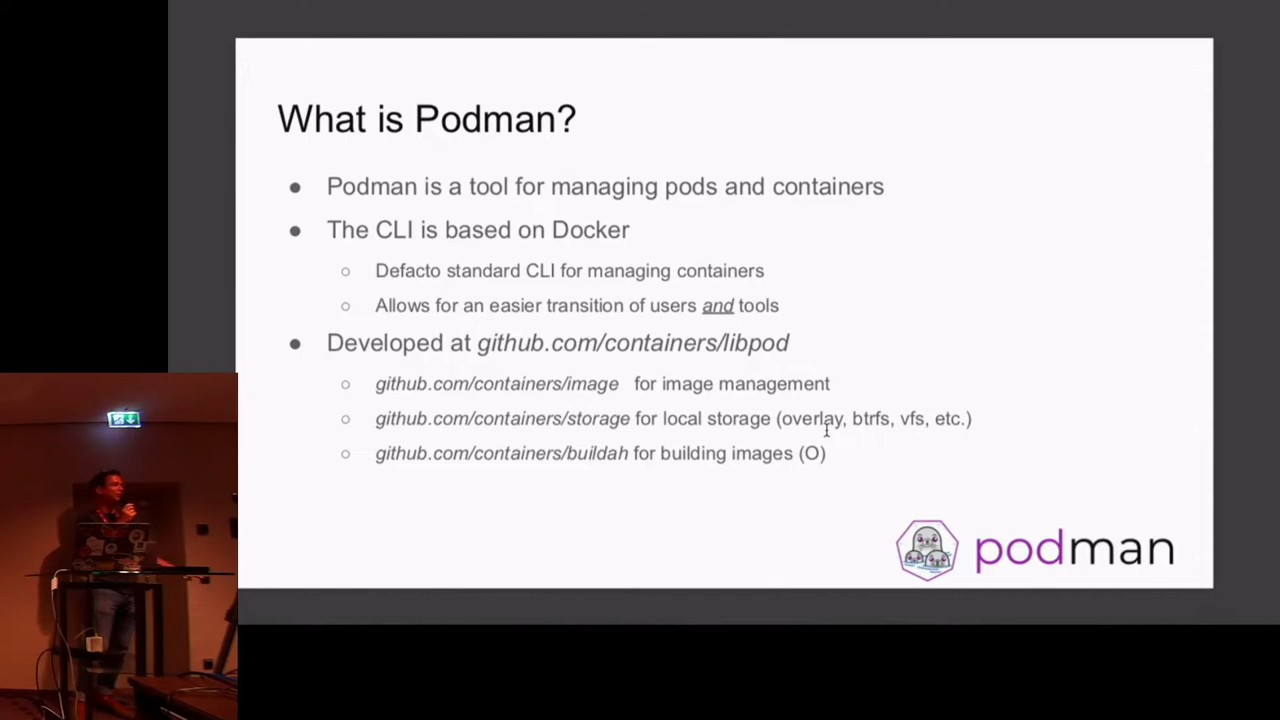 What is Podman?
● Podman is a tool for managing pods and containers
● The CLI is based on Docker
○ Defacto standard CLI for managing containers
○ Allows for an easier transition of users and tools
● Developed at github.com/containers/libpod
○ github.com/containers/image for image management
○ github.com/containers/storage for local storage (overlay, btrfs, vfs, etc.)
○ github.com/containers/buildah for building images (O)
podman